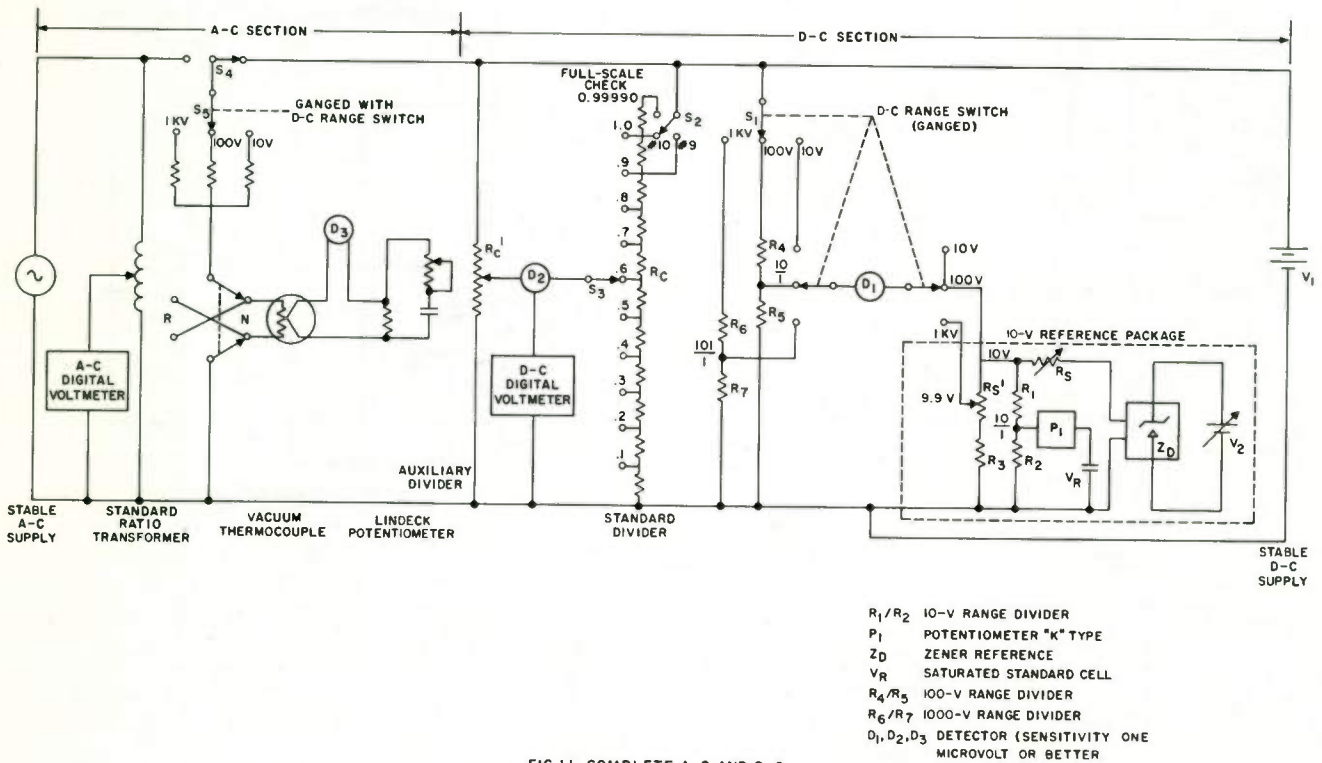 A-C SECTION
D-C SECTION
S4
S5
GANGED WITH
D-C RANGE SWITCH
1 KV
100V
10V
FULL-SCALE
CHECK
0.99990
S2
#10
#9
1.0
.9
.8
.7
.6
.5
.4
.3
.2
.1
S3
RC
RC'
D2
D3
R
N
A-C
DIGITAL
VOLTMETER
D-C
DIGITAL
VOLTMETER
S1
1KV
100V
10V
D-C RANGE SWITCH
(GANGED)
R4
10
1
R5
R6
101
1
R7
D1
10V
100V
1KV
V1
10-V REFERENCE PACKAGE
10V
RS
RS'
R1
9.9 V
10
1
P1
R3
R2
VR
ZD
V2
STABLE
A-C
SUPPLY
STANDARD
RATIO
TRANSFORMER
VACUUM
THERMOCOUPLE
LINDECK
POTENTIOMETER
AUXILIARY
DIVIDER
STANDARD
DIVIDER
STABLE
D-C
SUPPLY
R1/R2 10-V RANGE DIVIDER
P1 POTENTIOMETER "K" TYPE
ZD ZENER REFERENCE
VR SATURATED STANDARD CELL
R4/R5 100-V RANGE DIVIDER
R6/R7 1000-V RANGE DIVIDER
D1,D2,D3 DETECTOR (SENSITIVITY ONE
MICROVOLT OR BETTER